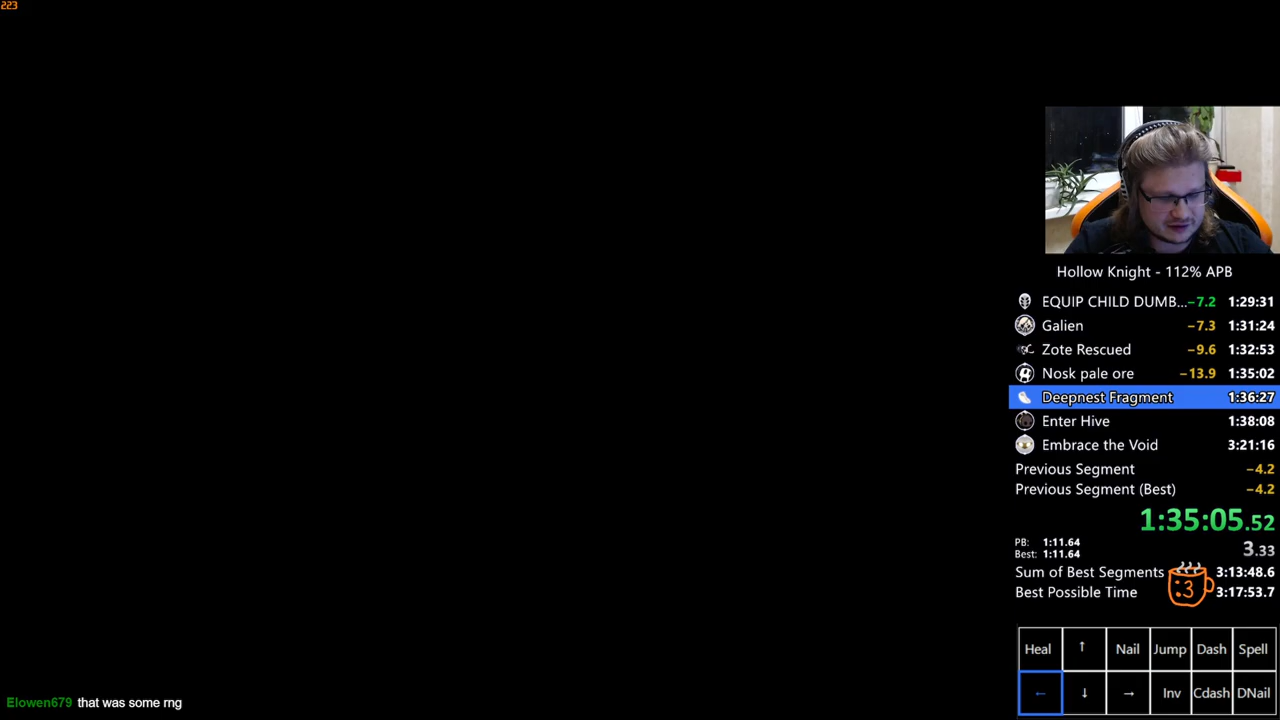 223
Hollow Knight - 112% APB
EQUIP CHILD DUMB... −7.2 1:29:31
Galien −7.3 1:31:24
Zote Rescued −9.6 1:32:53
Nosk pale ore −13.9 1:35:02
Deepnest Fragment 1:36:27
Enter Hive 1:38:08
Embrace the Void 3:21:16
Previous Segment −4.2
Previous Segment (Best) −4.2
1:35:05.52
PB: 1:11.64
Best: 1:11.64
3.33
Sum of Best Segments 3:13:48.6
Best Possible Time 3:17:53.7
:3
Heal ↑ Nail Jump Dash Spell
← ↓ → Inv Cdash DNail
Elowen679 that was some rng